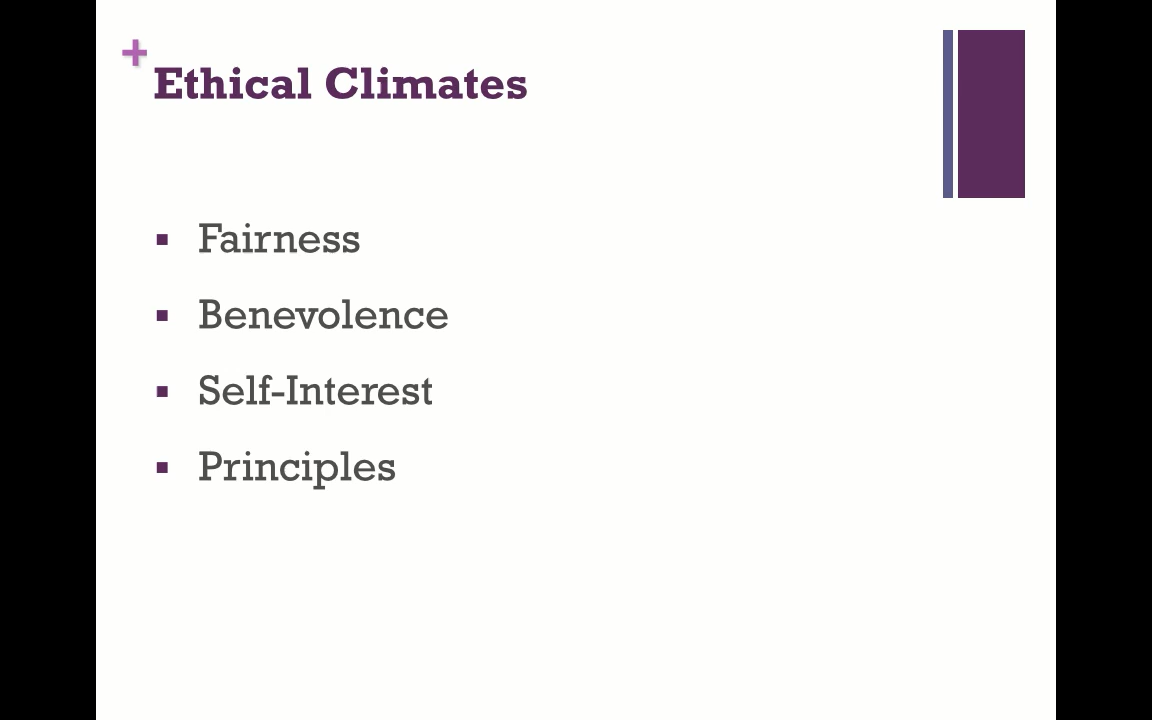 +
Ethical Climates
▪ Fairness
▪ Benevolence
▪ Self-Interest
▪ Principles